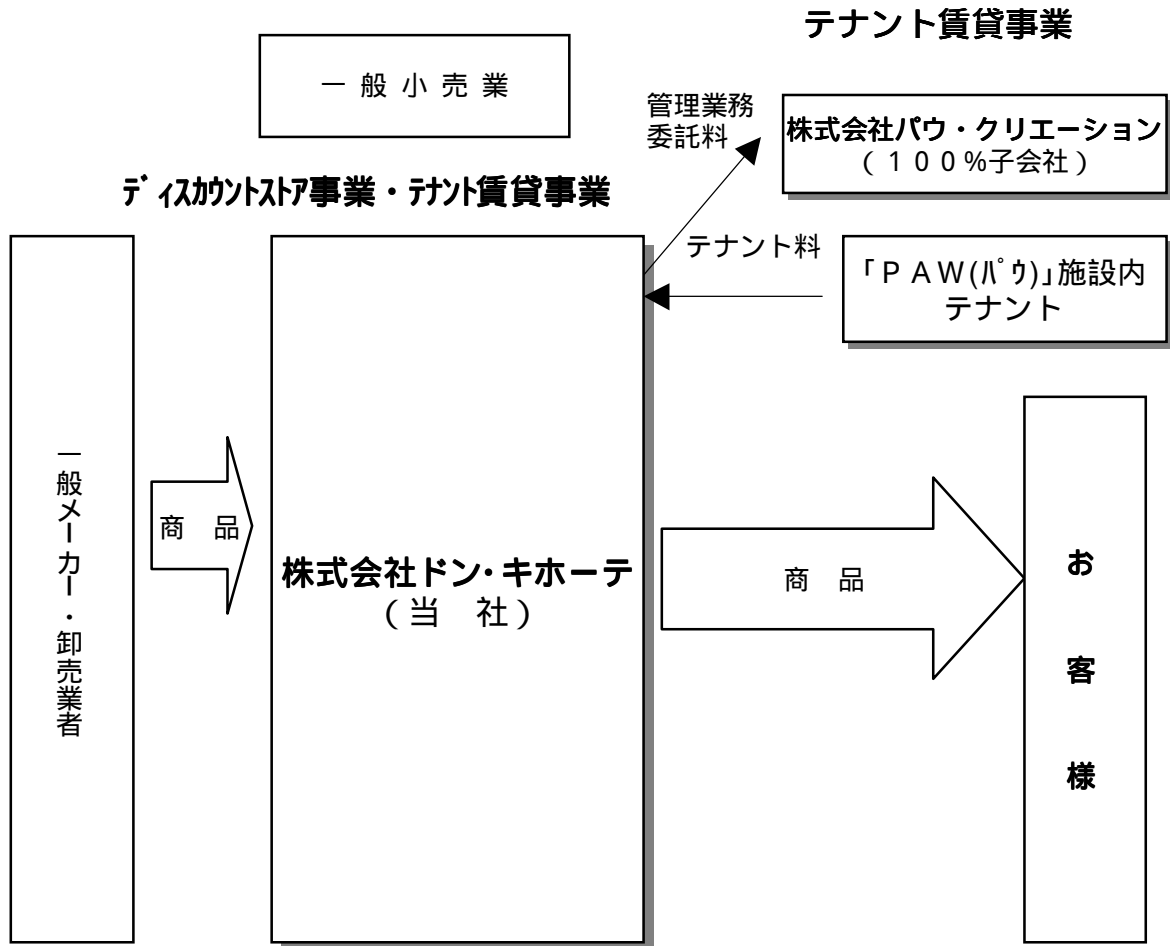 テナント賃貸事業
一 般 小 売 業
管理業務
委託料
株式会社パウ・クリエーション
(１００%子会社)
ディスカウントストア事業・テナント賃貸事業
テナント料
「ＰＡＷ(パウ)」施設内
テナント
一般メーカー・卸売業者
商　品
株式会社ドン・キホーテ
(当　社)
商　品
お客様